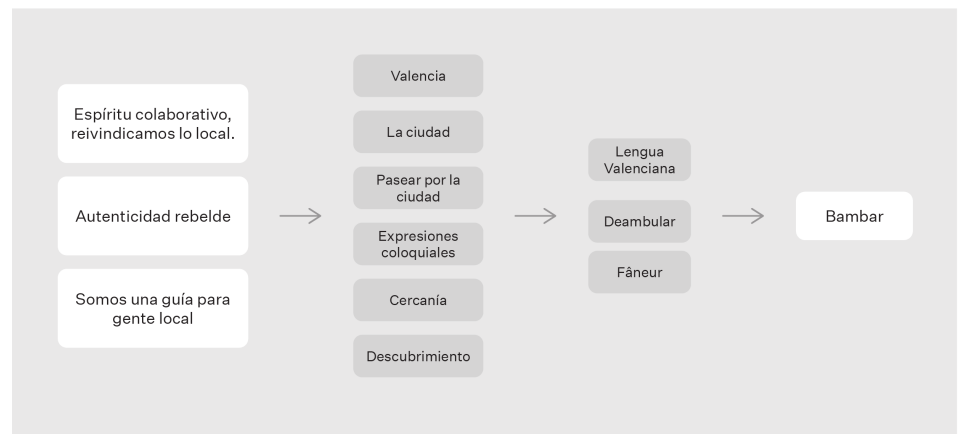 Espíritu colaborativo,
reivindicamos lo local.
Autenticidad rebelde
Somos una guía para
gente local
Valencia
La ciudad
Pasear por la
ciudad
Expresiones
coloquiales
Cercanía
Descubrimiento
Lengua
Valenciana
Deambular
Fâneur
Bambar